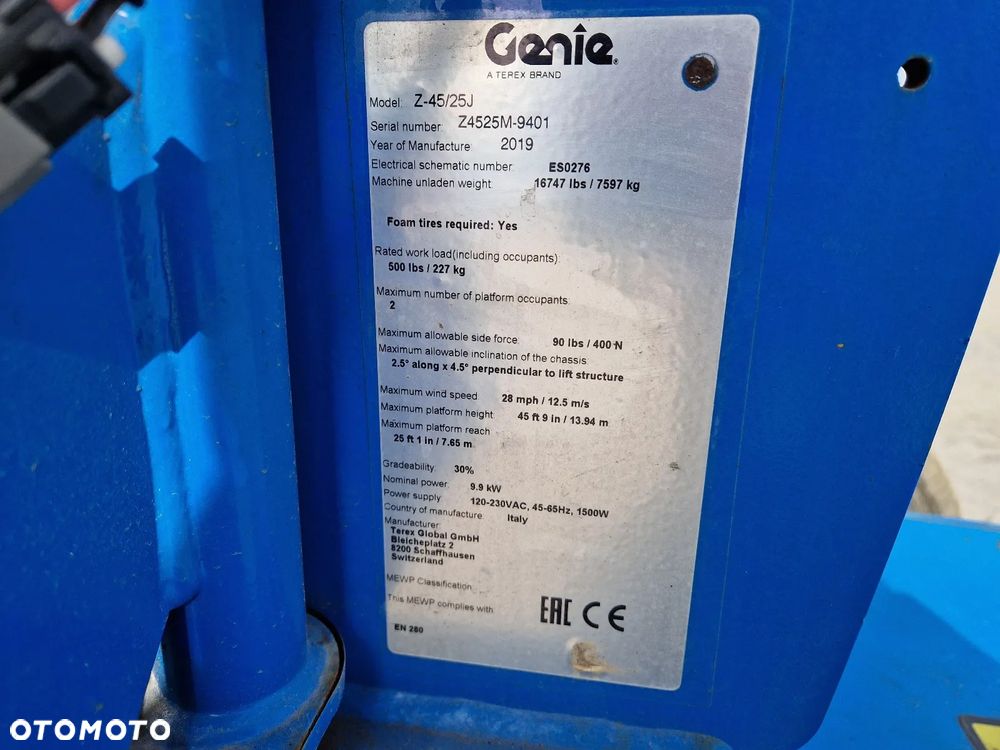 Genie
A TEREX BRAND
Model: Z-45/25J
Serial number: Z4525M-9401
Year of Manufacture 2019
Electrical schematic number: ES0276
Machine unladen weight: 16747 lbs / 7597 kg
Foam tires required: Yes
Rated work load(including occupants):
500 lbs / 227 kg
Maximum number of platform occupants:
2
Maximum allowable side force: 90 lbs / 400 N
Maximum allowable inclination of the chassis:
2.5° along x 4.5° perpendicular to lift structure
Maximum wind speed 28 mph / 12.5 m/s
Maximum platform height 45 ft 9 in / 13.94 m
Maximum platform reach
25 ft 1 in / 7.65 m
Gradeability: 30%
Nominal power: 9.9 kW
Power supply 120-230VAC, 45-65Hz, 1500W
Country of manufacture: Italy
Manufacturer:
Terex Global GmbH
Bleicheplatz 2
8200 Schaffhausen
Switzerland
MEWP Classification
This MEWP complies with EAC CE
EN 280
OTOMOTO